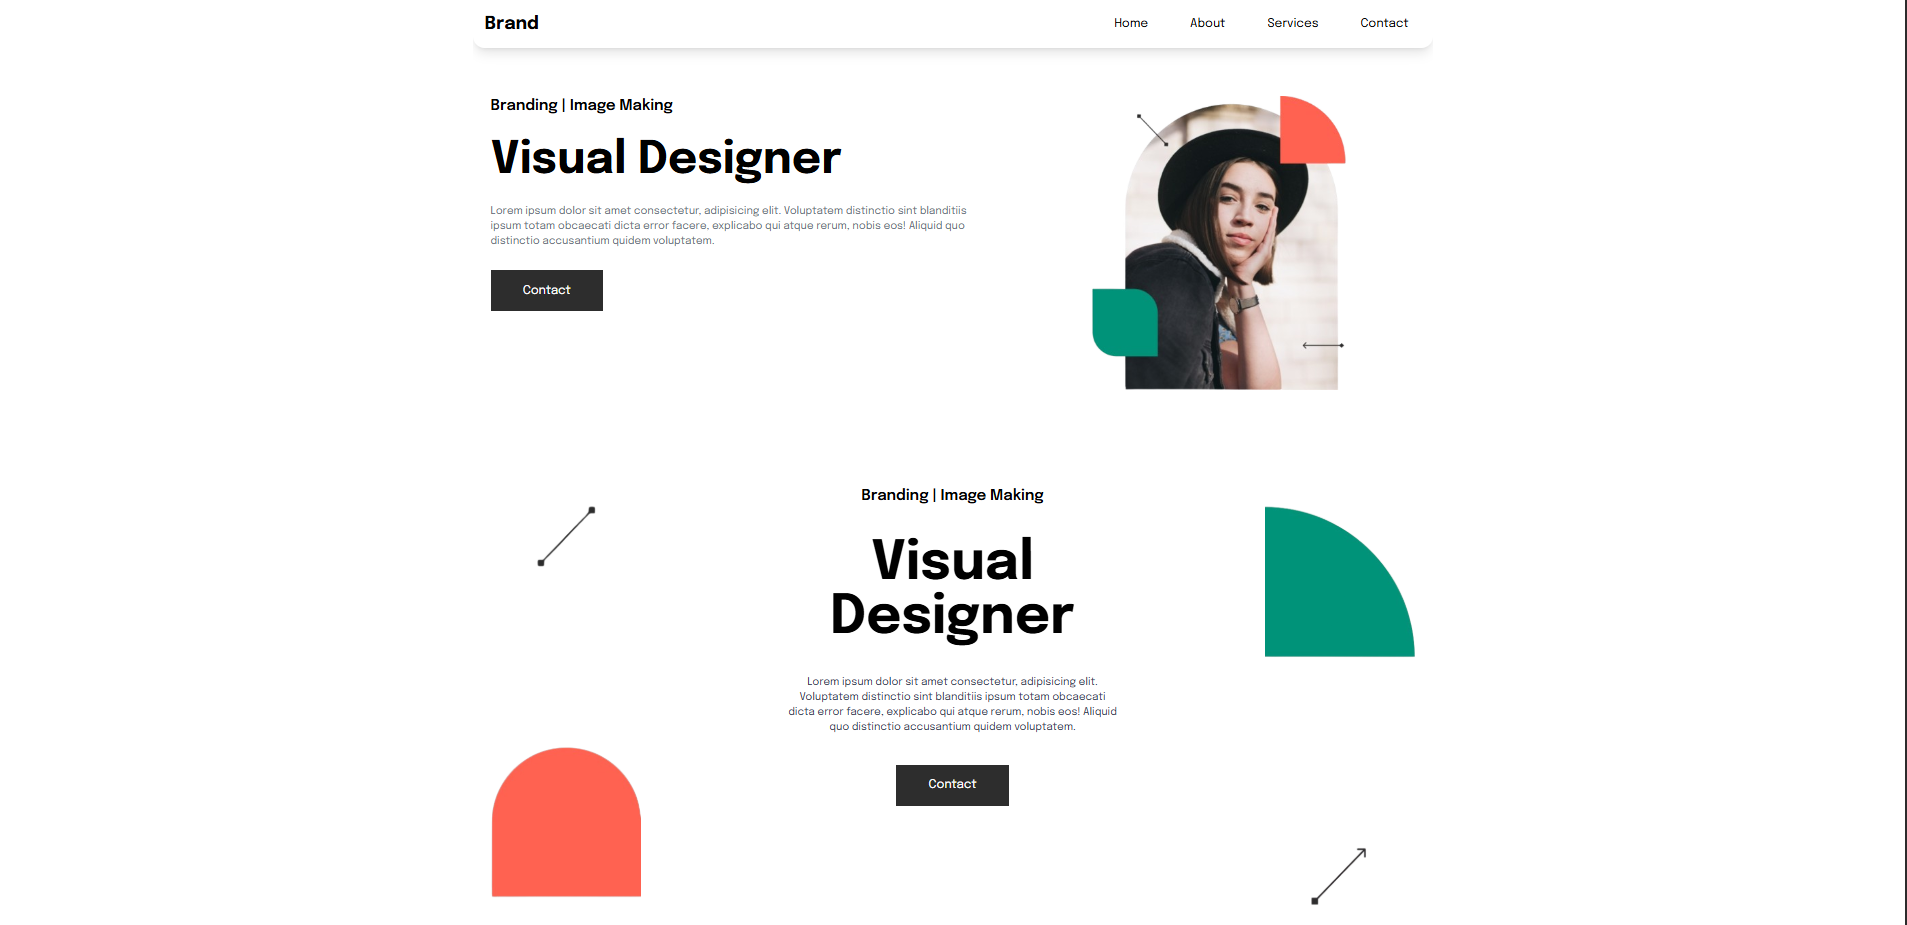 Brand
Home About Services Contact
Branding | Image Making
Visual Designer
Lorem ipsum dolor sit amet consectetur, adipisicing elit. Voluptatem distinctio sint blanditiis
ipsum totam obcaecati dicta error facere, explicabo qui atque rerum, nobis eos! Aliquid quo
distinctio accusantium quidem voluptatem.
Contact
Branding | Image Making
Visual
Designer
Lorem ipsum dolor sit amet consectetur, adipisicing elit.
Voluptatem distinctio sint blanditiis ipsum totam obcaecati
dicta error facere, explicabo qui atque rerum, nobis eos! Aliquid
quo distinctio accusantium quidem voluptatem.
Contact